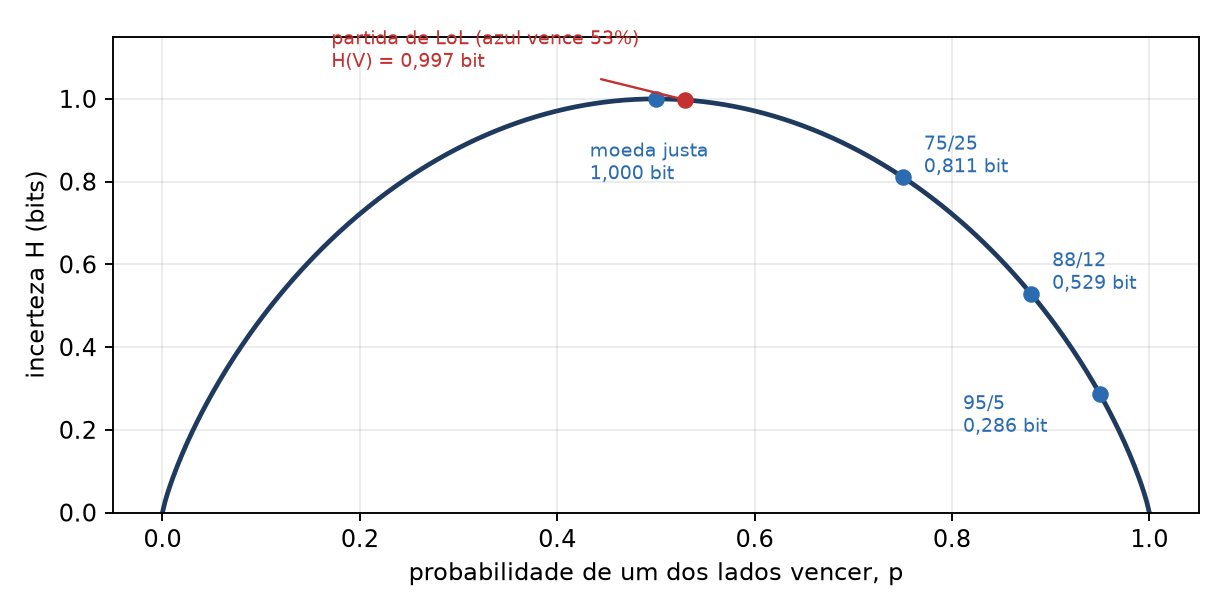 partida de LoL (azul vence 53%)
H(V) = 0,997 bit
moeda justa
1,000 bit
75/25
0,811 bit
88/12
0,529 bit
95/5
0,286 bit
incerteza H (bits)
1.0
0.8
0.6
0.4
0.2
0.0
0.0 0.2 0.4 0.6 0.8 1.0
probabilidade de um dos lados vencer, p